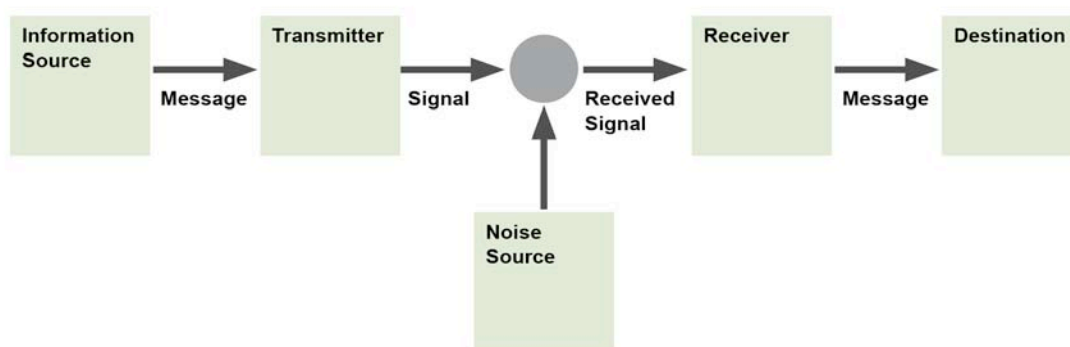 Information
Source
Message
Transmitter
Signal
Received
Signal
Receiver
Message
Destination
Noise
Source